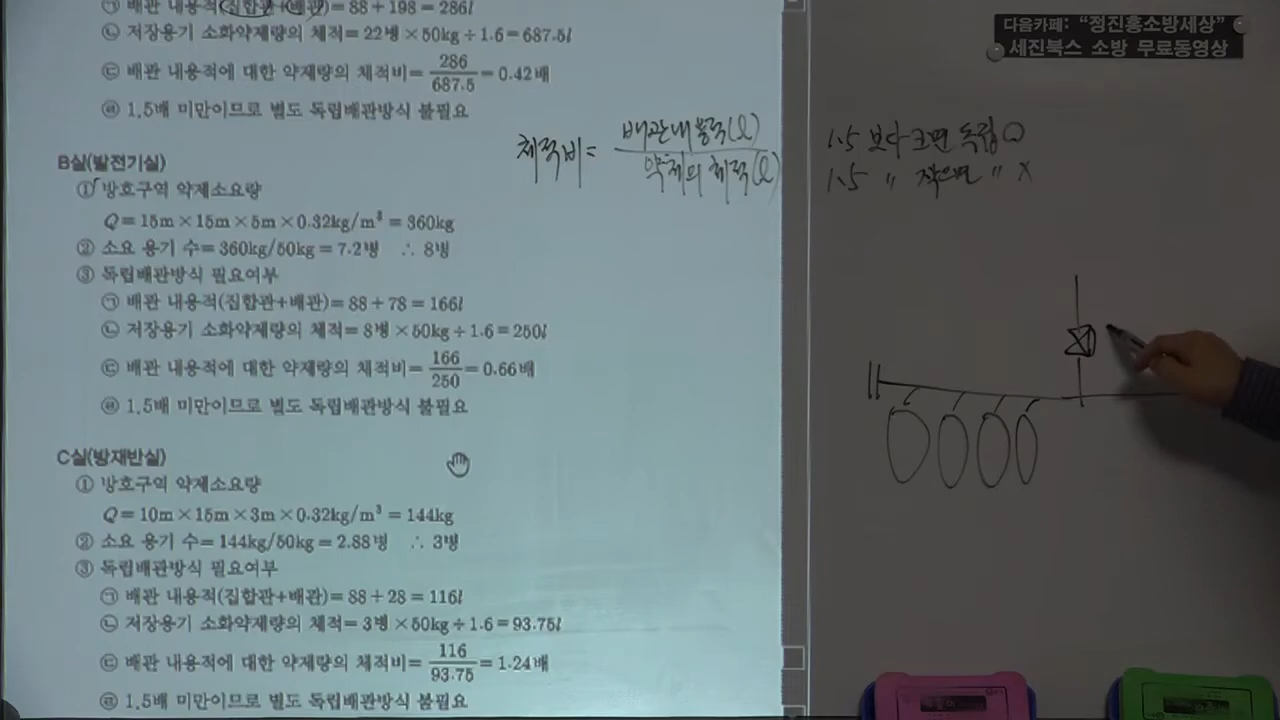 ㉠ 배관 내용적(집합관+배관)=88+198=286l
㉡ 저장용기 소화약제량의 체적=22병×50kg÷1.6=687.5l
㉢ 배관 내용적에 대한 약재량의 체적비=286/687.5=0.42배
㉣ 1.5배 미만이므로 별도 독립배관방식 불필요
B실(발전기실)
① 방호구역 약제소요량
Q=15m×15m×5m×0.32kg/m³=360kg
② 소요 용기 수=360kg/50kg=7.2병 ∴ 8병
③ 독립배관방식 필요여부
㉠ 배관 내용적(집합관+배관)=88+78=166l
㉡ 저장용기 소화약제량의 체적=8병×50kg÷1.6=250l
㉢ 배관 내용적에 대한 약재량의 체적비=166/250=0.66배
㉣ 1.5배 미만이므로 별도 독립배관방식 불필요
C실(방재반실)
① 방호구역 약제소요량
Q=10m×15m×3m×0.32kg/m³=144kg
② 소요 용기 수=144kg/50kg=2.88병 ∴ 3병
③ 독립배관방식 필요여부
㉠ 배관 내용적(집합관+배관)=88+28=116l
㉡ 저장용기 소화약제량의 체적=3병×50kg÷1.6=93.75l
㉢ 배관 내용적에 대한 약재량의 체적비=116/93.75=1.24배
㉣ 1.5배 미만이므로 별도 독립배관방식 불필요
체적비=배관내용적(l)/약제의 체적(l)
1.5 보다 크면 독립 O
1.5 〃 작으면 〃 X
다음카페: “정진홍소방세상”
세진북스 소방 무료동영상